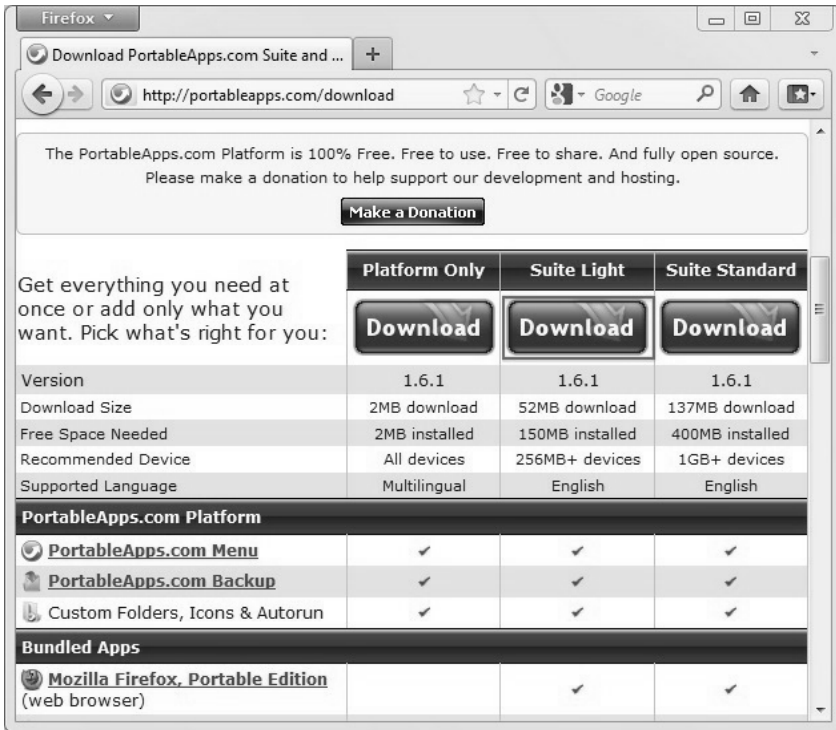 Firefox
Download PortableApps.com Suite and ...
http://portableapps.com/download
Google
The PortableApps.com Platform is 100% Free. Free to use. Free to share. And fully open source.
Please make a donation to help support our development and hosting.
Make a Donation
Get everything you need at
once or add only what you
want. Pick what's right for you:
Platform Only Suite Light Suite Standard
Download Download Download
Version 1.6.1 1.6.1 1.6.1
Download Size 2MB download 52MB download 137MB download
Free Space Needed 2MB installed 150MB installed 400MB installed
Recommended Device All devices 256MB+ devices 1GB+ devices
Supported Language Multilingual English English
PortableApps.com Platform
PortableApps.com Menu ✔ ✔ ✔
PortableApps.com Backup ✔ ✔ ✔
Custom Folders, Icons & Autorun ✔ ✔ ✔
Bundled Apps
Mozilla Firefox, Portable Edition ✔ ✔
(web browser)